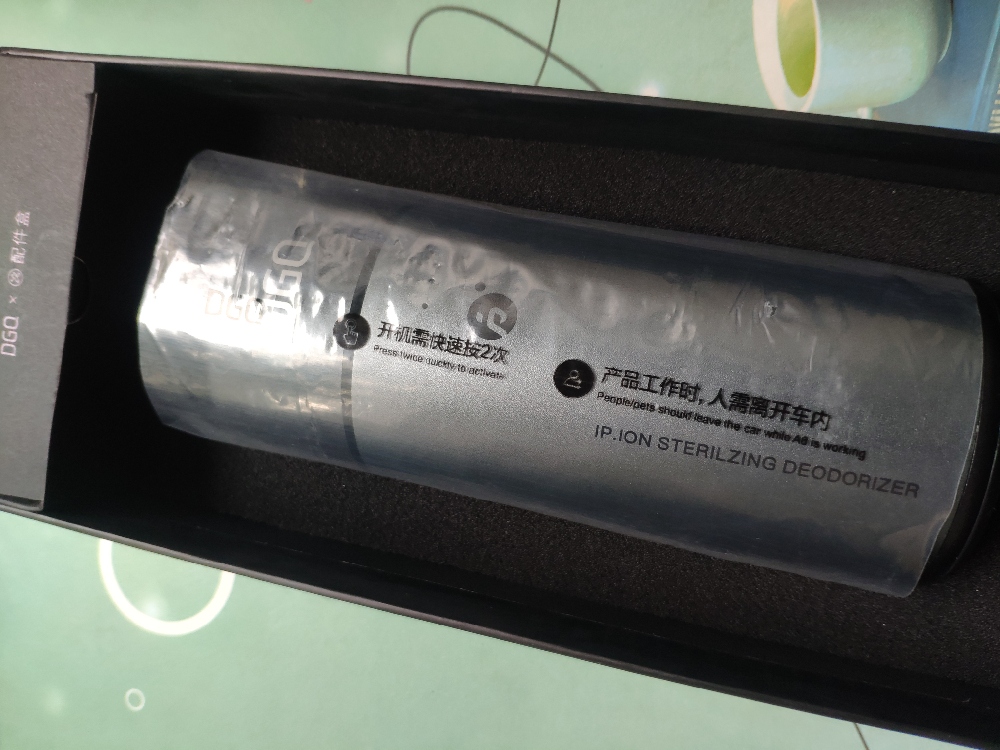 DGQ × 配件盒
DGQ
DGQ
开机需快速按2次
Press twice quickly to activate
产品工作时,人需离开车内
People/pets should leave the car while A8 is working
IP.ION STERILZING DEODORIZER